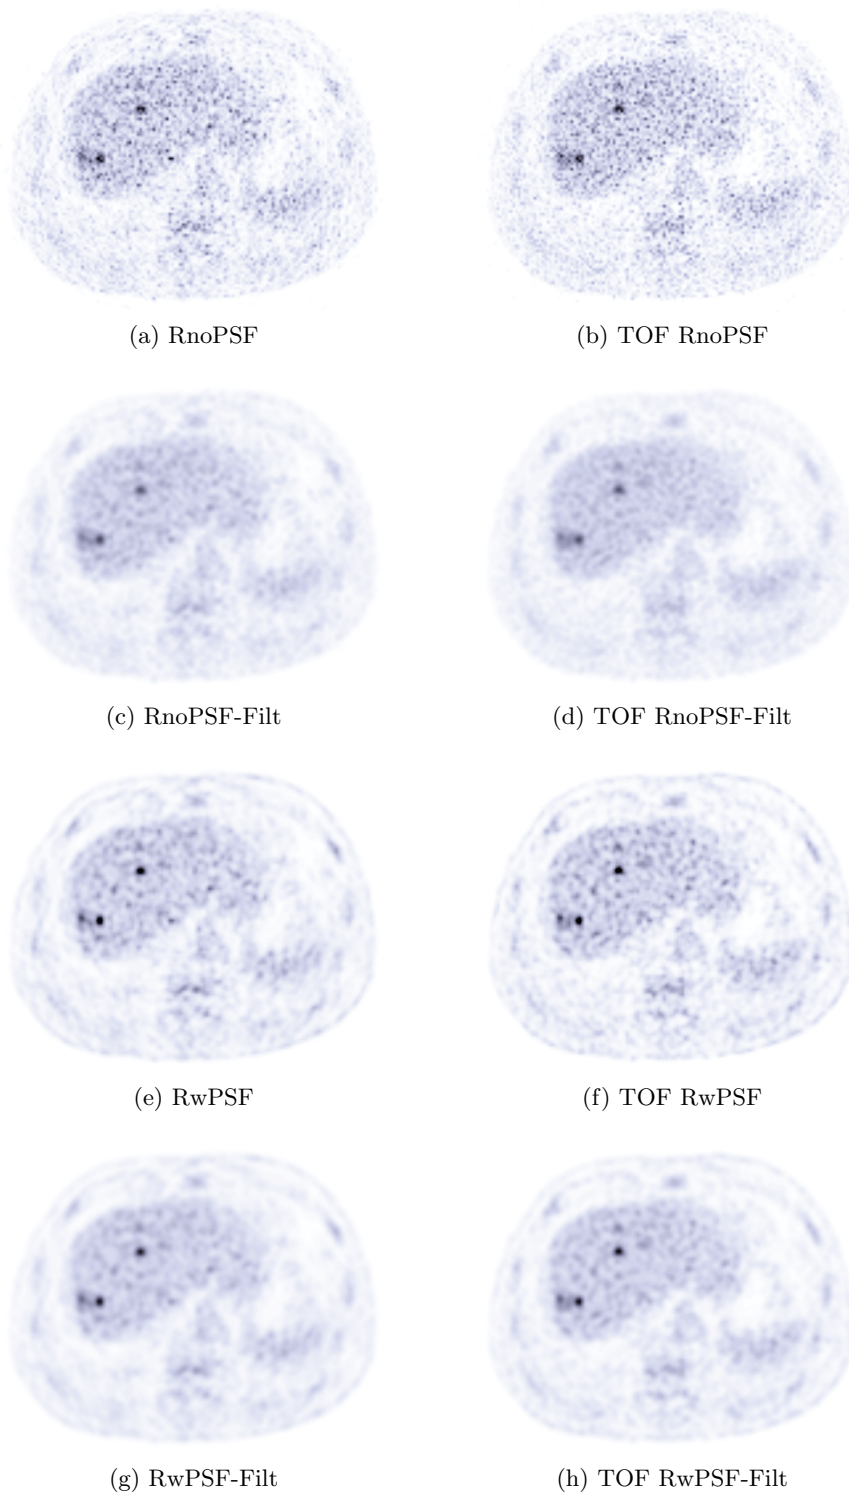 (a) RnoPSF
(b) TOF RnoPSF
(c) RnoPSF-Filt
(d) TOF RnoPSF-Filt
(e) RwPSF
(f) TOF RwPSF
(g) RwPSF-Filt
(h) TOF RwPSF-Filt